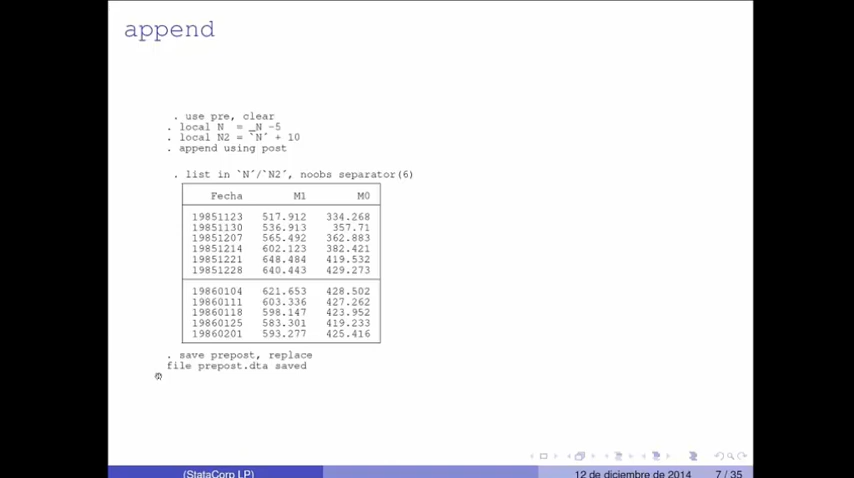 append
. use pre, clear
. local N = _N -5
. local N2 = `N´ + 10
. append using post
. list in `N´/`N2´, noobs separator(6)
Fecha M1 M0
19851123 517.912 334.268
19851130 536.913 357.71
19851207 565.492 362.883
19851214 602.123 382.421
19851221 648.484 419.532
19851228 640.443 429.273
19860104 621.653 428.502
19860111 603.336 427.262
19860118 598.147 423.952
19860125 583.301 419.233
19860201 593.277 425.416
. save prepost, replace
file prepost.dta saved
(StataCorp LP) 12 de diciembre de 2014 7 / 35